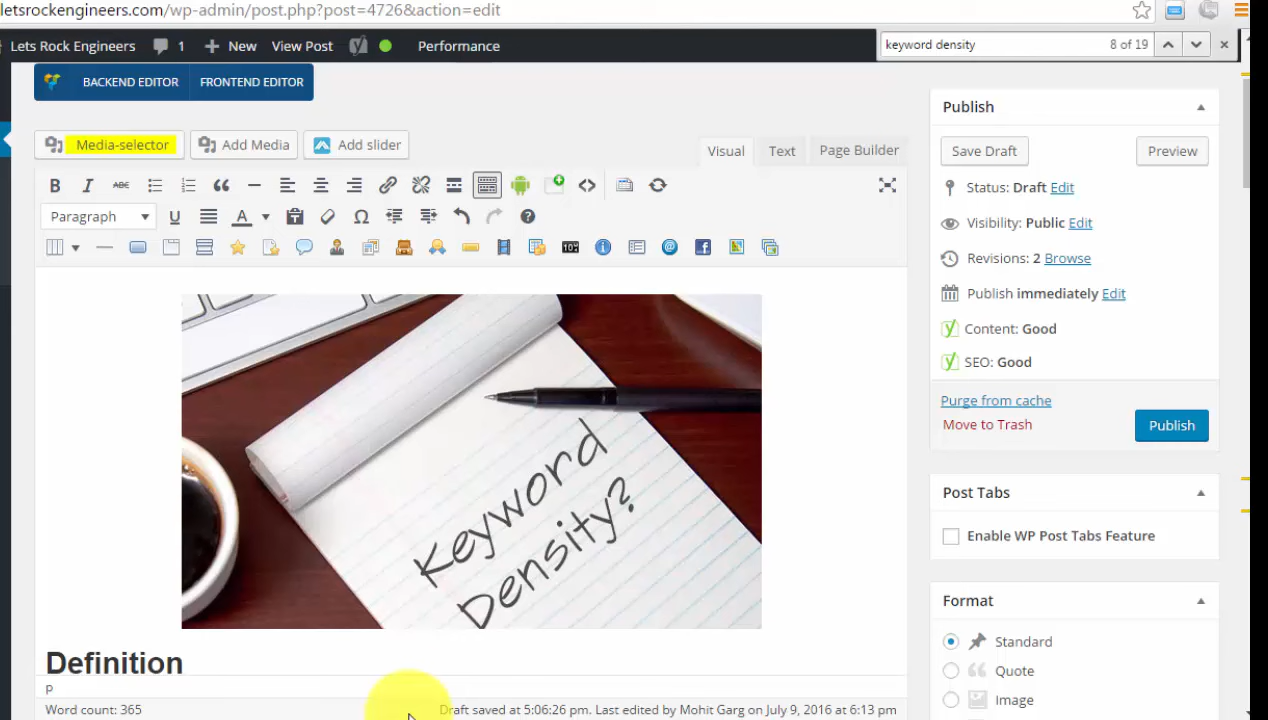 letsrockengineers.com/wp-admin/post.php?post=4726&action=edit
Lets Rock Engineers 1 New View Post Performance
keyword density 8 of 19
BACKEND EDITOR FRONTEND EDITOR
Media-selector Add Media Add slider
Visual Text Page Builder
B I ABC
Paragraph U A Ω
Publish
Save Draft Preview
Status: Draft Edit
Visibility: Public Edit
Revisions: 2 Browse
Publish immediately Edit
Content: Good
SEO: Good
Purge from cache
Move to Trash
Publish
Keyword
Density?
Post Tabs
Enable WP Post Tabs Feature
Format
Standard
Quote
Image
Definition
p
Word count: 365
Draft saved at 5:06:26 pm. Last edited by Mohit Garg on July 9, 2016 at 6:13 pm